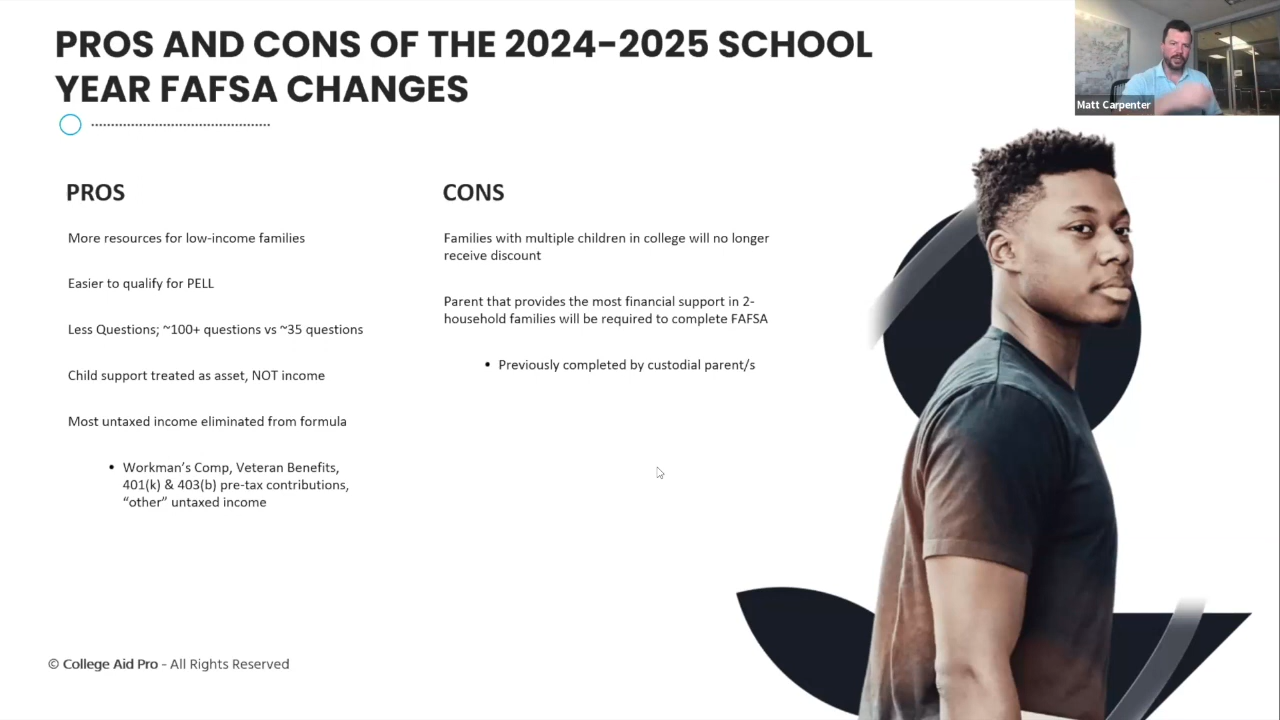 PROS AND CONS OF THE 2024-2025 SCHOOL
YEAR FAFSA CHANGES
Matt Carpenter
PROS
More resources for low-income families
Easier to qualify for PELL
Less Questions; ~100+ questions vs ~35 questions
Child support treated as asset, NOT income
Most untaxed income eliminated from formula
• Workman’s Comp, Veteran Benefits,
401(k) & 403(b) pre-tax contributions,
“other” untaxed income
CONS
Families with multiple children in college will no longer
receive discount
Parent that provides the most financial support in 2-
household families will be required to complete FAFSA
• Previously completed by custodial parent/s
© College Aid Pro - All Rights Reserved